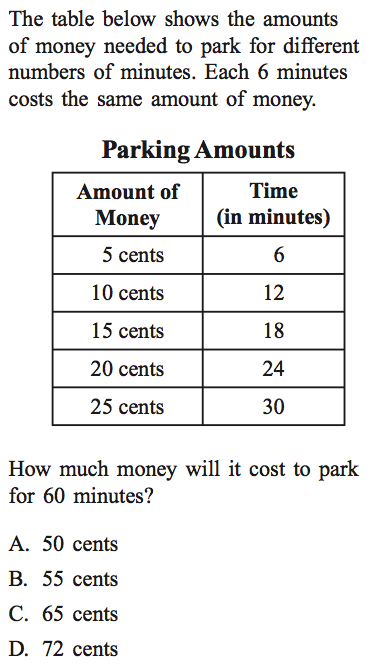 The table below shows the amounts
of money needed to park for different
numbers of minutes. Each 6 minutes
costs the same amount of money.
Parking Amounts
Amount of Money Time (in minutes)
5 cents 6
10 cents 12
15 cents 18
20 cents 24
25 cents 30
How much money will it cost to park
for 60 minutes?
A. 50 cents
B. 55 cents
C. 65 cents
D. 72 cents